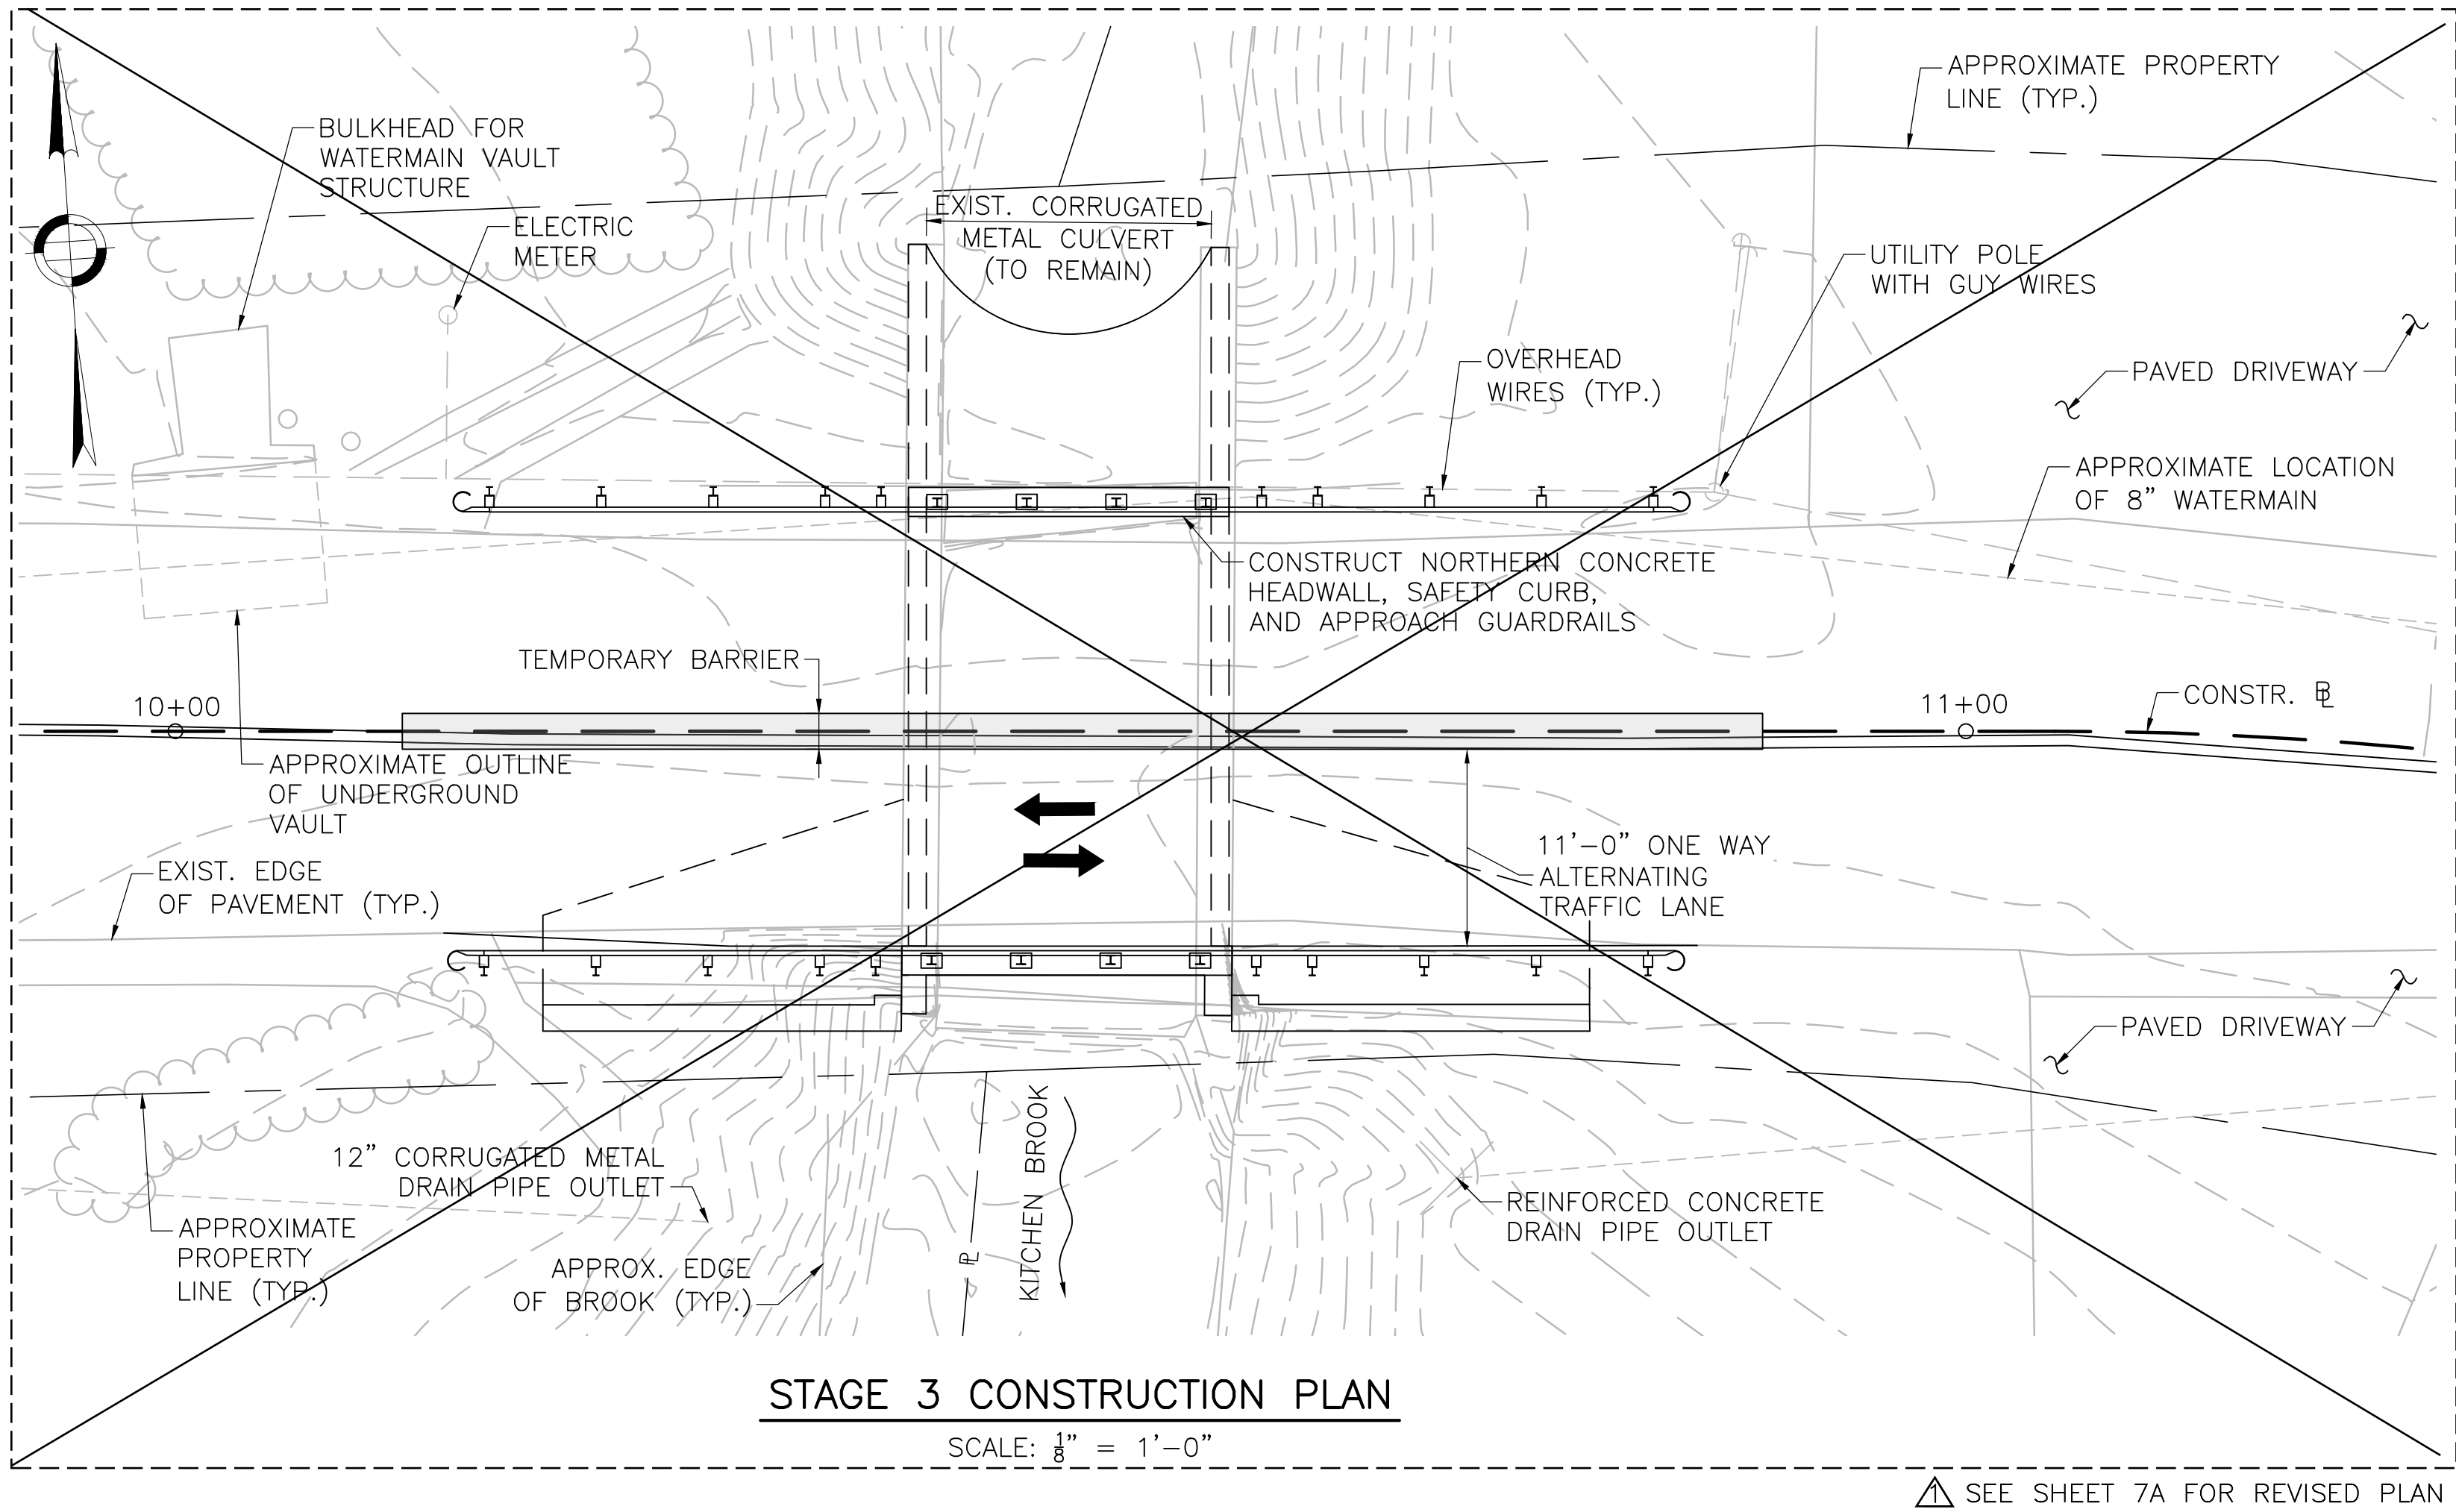 APPROXIMATE PROPERTY
LINE (TYP.)
BULKHEAD FOR
WATERMAIN VAULT
STRUCTURE
ELECTRIC
METER
EXIST. CORRUGATED
METAL CULVERT
(TO REMAIN)
UTILITY POLE
WITH GUY WIRES
OVERHEAD
WIRES (TYP.)
PAVED DRIVEWAY
APPROXIMATE LOCATION
OF 8" WATERMAIN
CONSTRUCT NORTHERN CONCRETE
HEADWALL, SAFETY CURB,
AND APPROACH GUARDRAILS
TEMPORARY BARRIER
10+00
11+00
CONSTR. BL
APPROXIMATE OUTLINE
OF UNDERGROUND
VAULT
11'-0" ONE WAY
ALTERNATING
TRAFFIC LANE
EXIST. EDGE
OF PAVEMENT (TYP.)
PAVED DRIVEWAY
12" CORRUGATED METAL
DRAIN PIPE OUTLET
KITCHEN BROOK
PL
REINFORCED CONCRETE
DRAIN PIPE OUTLET
APPROXIMATE
PROPERTY
LINE (TYP.)
APPROX. EDGE
OF BROOK (TYP.)
STAGE 3 CONSTRUCTION PLAN
SCALE: 1/8" = 1'-0"
1 SEE SHEET 7A FOR REVISED PLAN